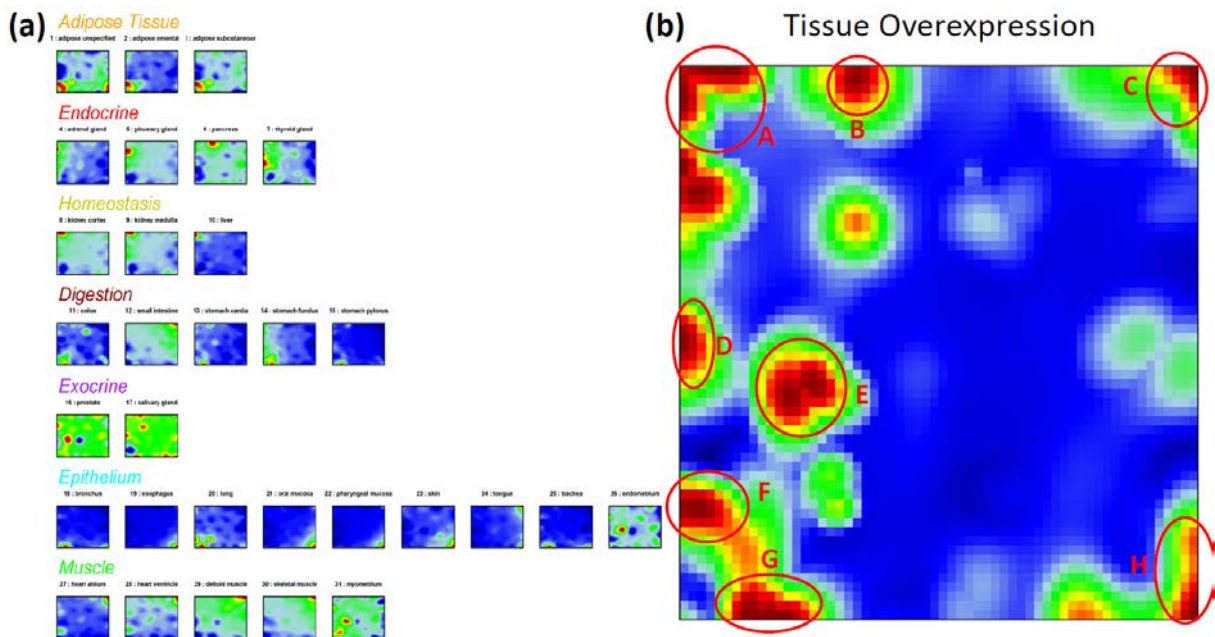 (a)
Adipose Tissue
1 : adipose unspecified 2 : adipose omental 3 : adipose subcutaneous
Endocrine
4 : adrenal gland 5 : pituitary gland 6 : pancreas 7 : thyroid gland
Homeostasis
8 : kidney cortex 9 : kidney medulla 10 : liver
Digestion
11 : colon 12 : small intestine 13 : stomach cardia 14 : stomach fundus 15 : stomach pylorus
Exocrine
16 : prostate 17 : salivary gland
Epithelium
18 : bronchus 19 : esophagus 20 : lung 21 : oral mucosa 22 : pharyngeal mucosa 23 : skin 24 : tongue 25 : trachea 26 : endometrium
Muscle
27 : heart atrium 28 : heart ventricle 29 : deltoid muscle 30 : skeletal muscle 31 : myometrium
(b) Tissue Overexpression
A
B
C
D
E
F
G
H